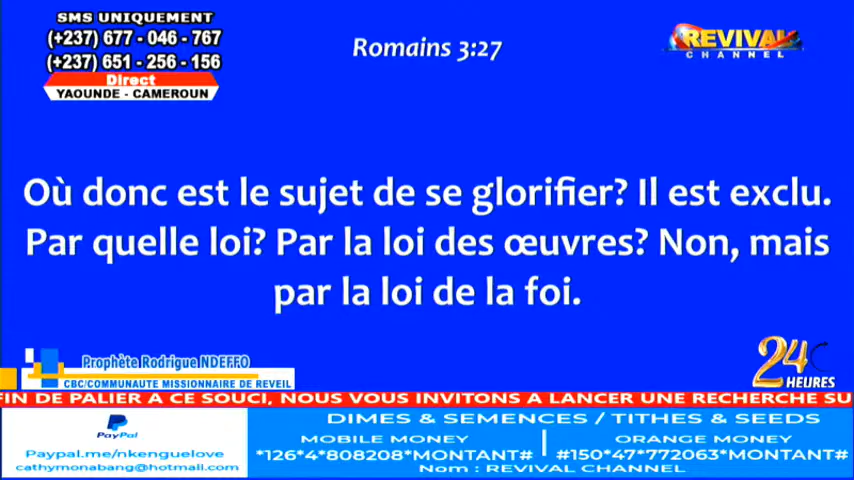 SMS UNIQUEMENT
(+237) 677 - 046 - 767
(+237) 651 - 256 - 156
Direct
YAOUNDE - CAMEROUN
Romains 3:27
REVIVAL
CHANNEL
Où donc est le sujet de se glorifier? Il est exclu.
Par quelle loi? Par la loi des œuvres? Non, mais
par la loi de la foi.
Prophète Rodrigue NDEFFO
CBC/COMMUNAUTE MISSIONNAIRE DE REVEIL
24
HEURES
FIN DE PALIER A CE SOUCI, NOUS VOUS INVITONS A LANCER UNE RECHERCHE SU
PayPal
Paypal.me/nkenguelove
cathymonabang@hotmail.com
DIMES & SEMENCES / TITHES & SEEDS
MOBILE MONEY
*126*4*808208*MONTANT#
ORANGE MONEY
#150*47*772063*MONTANT#
Nom : REVIVAL CHANNEL